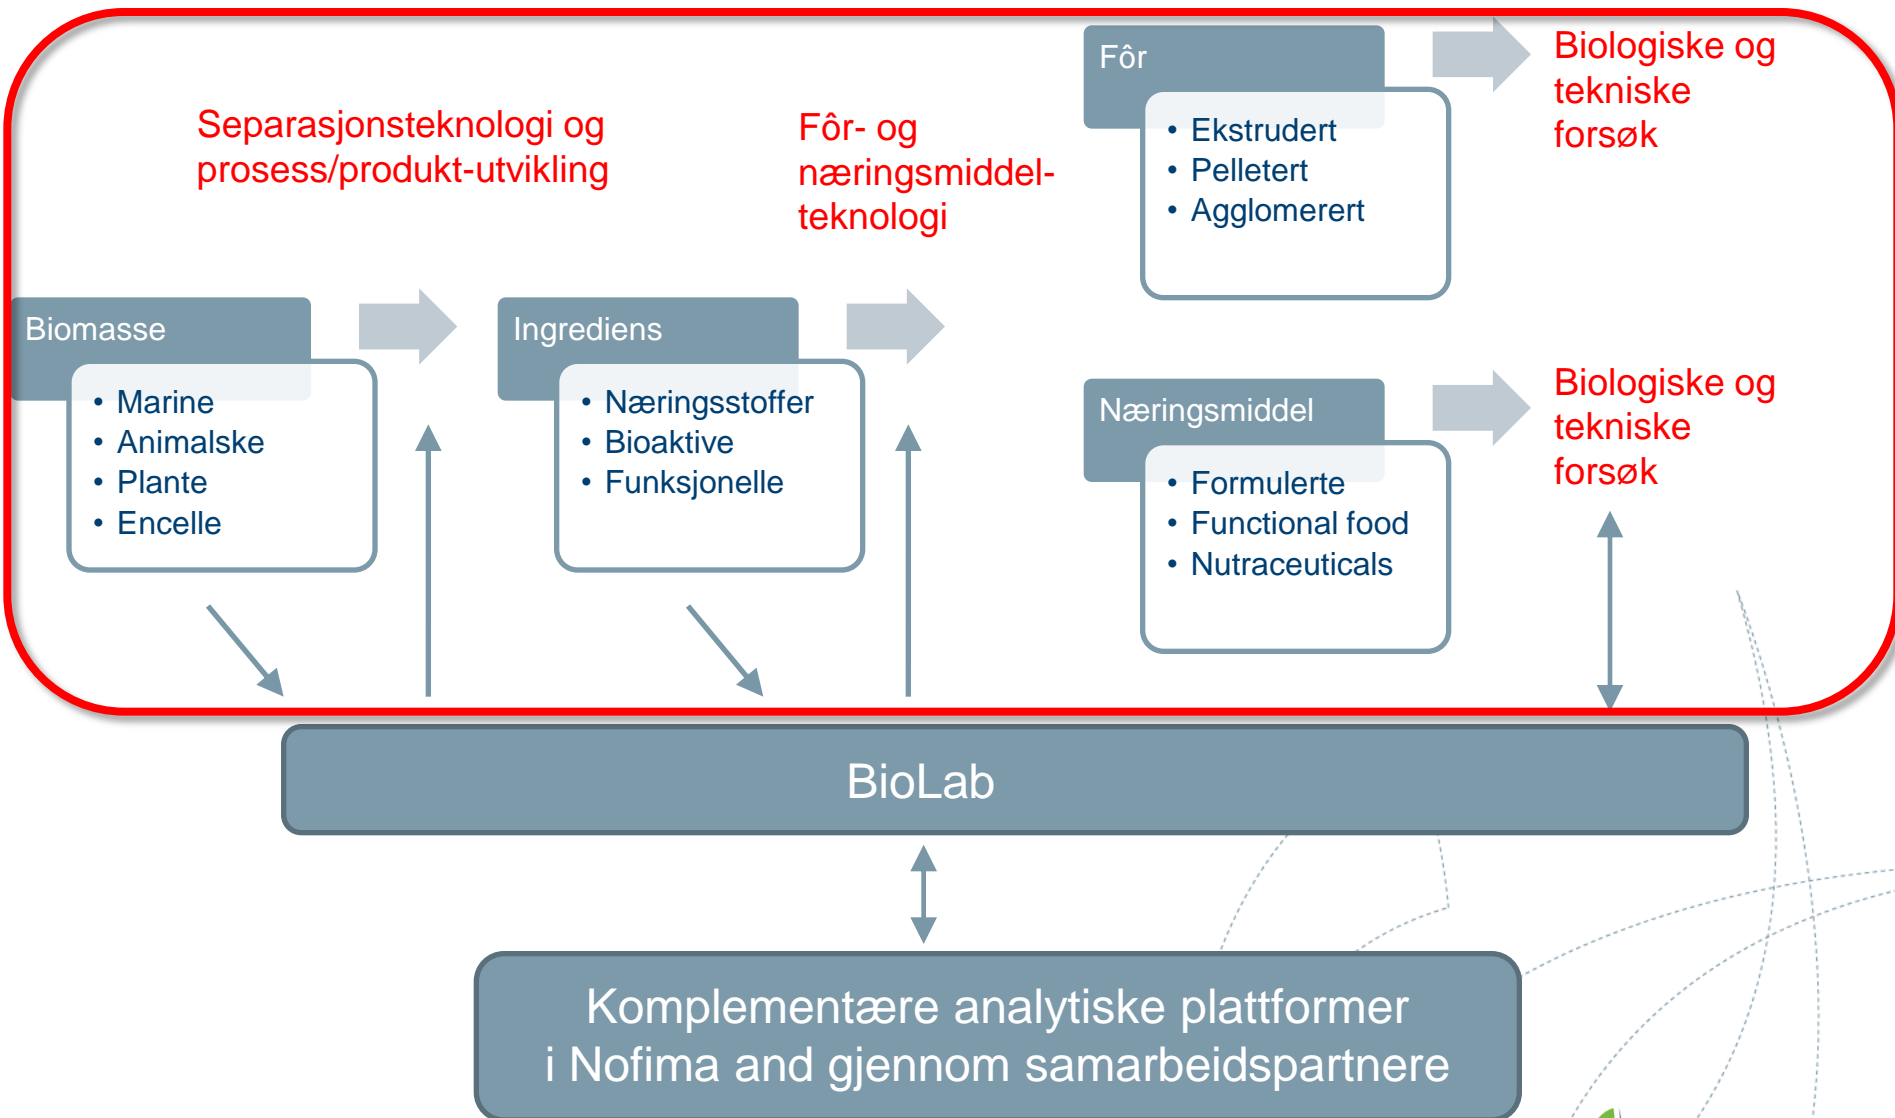 Separasjonsteknologi og
prosess/produkt-utvikling
Fôr- og
næringsmiddel-
teknologi
Fôr
• Ekstrudert
• Pelletert
• Agglomerert
Biologiske og
tekniske
forsøk
Biomasse
• Marine
• Animalske
• Plante
• Encelle
Ingrediens
• Næringsstoffer
• Bioaktive
• Funksjonelle
Næringsmiddel
• Formulerte
• Functional food
• Nutraceuticals
Biologiske og
tekniske
forsøk
BioLab
Komplementære analytiske plattformer
i Nofima and gjennom samarbeidspartnere